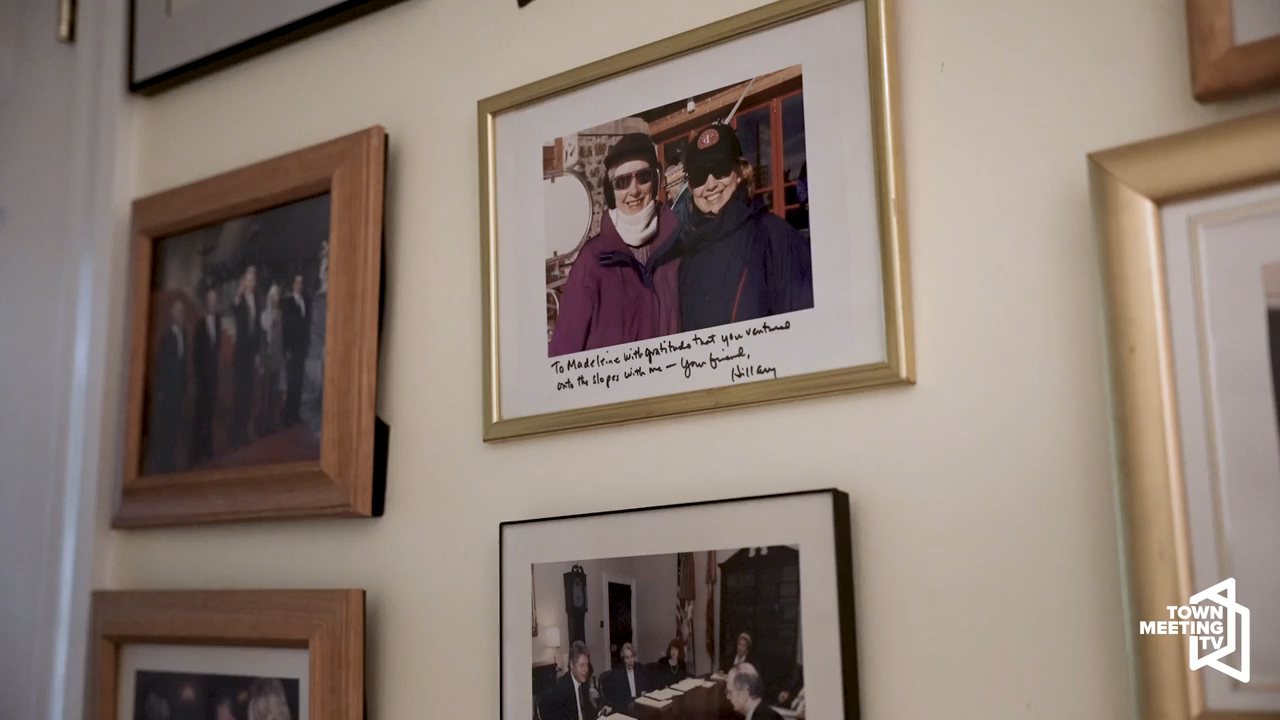 To Madeleine with gratitude that you ventured
onto the slopes with me — Your friend,
Hillary
TOWN
MEETING
TV